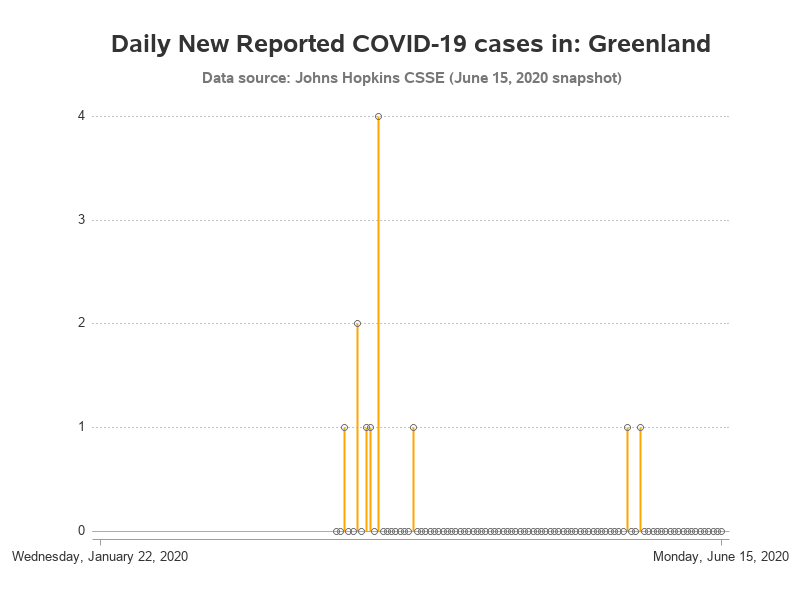 Daily New Reported COVID-19 cases in: Greenland
Data source: Johns Hopkins CSSE (June 15, 2020 snapshot)
4
3
2
1
0
Wednesday, January 22, 2020
Monday, June 15, 2020